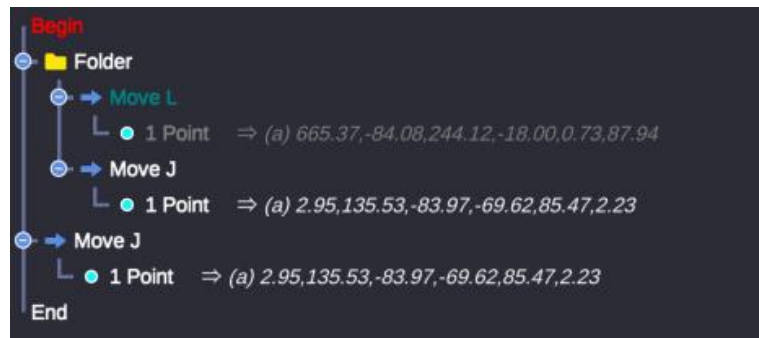 Begin
Folder
Move L
1 Point ⇒ (a) 665.37,-84.08,244.12,-18.00,0.73,87.94
Move J
1 Point ⇒ (a) 2.95,135.53,-83.97,-69.62,85.47,2.23
Move J
1 Point ⇒ (a) 2.95,135.53,-83.97,-69.62,85.47,2.23
End